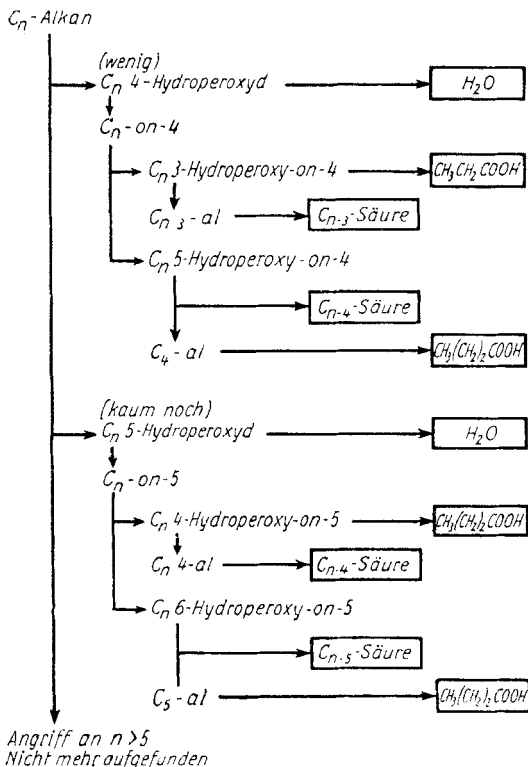 Cn-Alkan
(wenig)
Cn 4-Hydroperoxyd H2O
Cn-on-4
Cn 3-Hydroperoxy-on-4 CH3CH2COOH
Cn 3-al Cn-3-Säure
Cn 5-Hydroperoxy-on-4
Cn-4-Säure
C4-al CH3(CH2)2COOH
(kaum noch)
Cn 5-Hydroperoxyd H2O
Cn-on-5
Cn 4-Hydroperoxy-on-5 CH3(CH2)2COOH
Cn 4-al Cn-4-Säure
Cn 6-Hydroperoxy-on-5
Cn-5-Säure
C5-al CH3(CH2)2COOH
Angriff an n>5
Nicht mehr aufgefunden